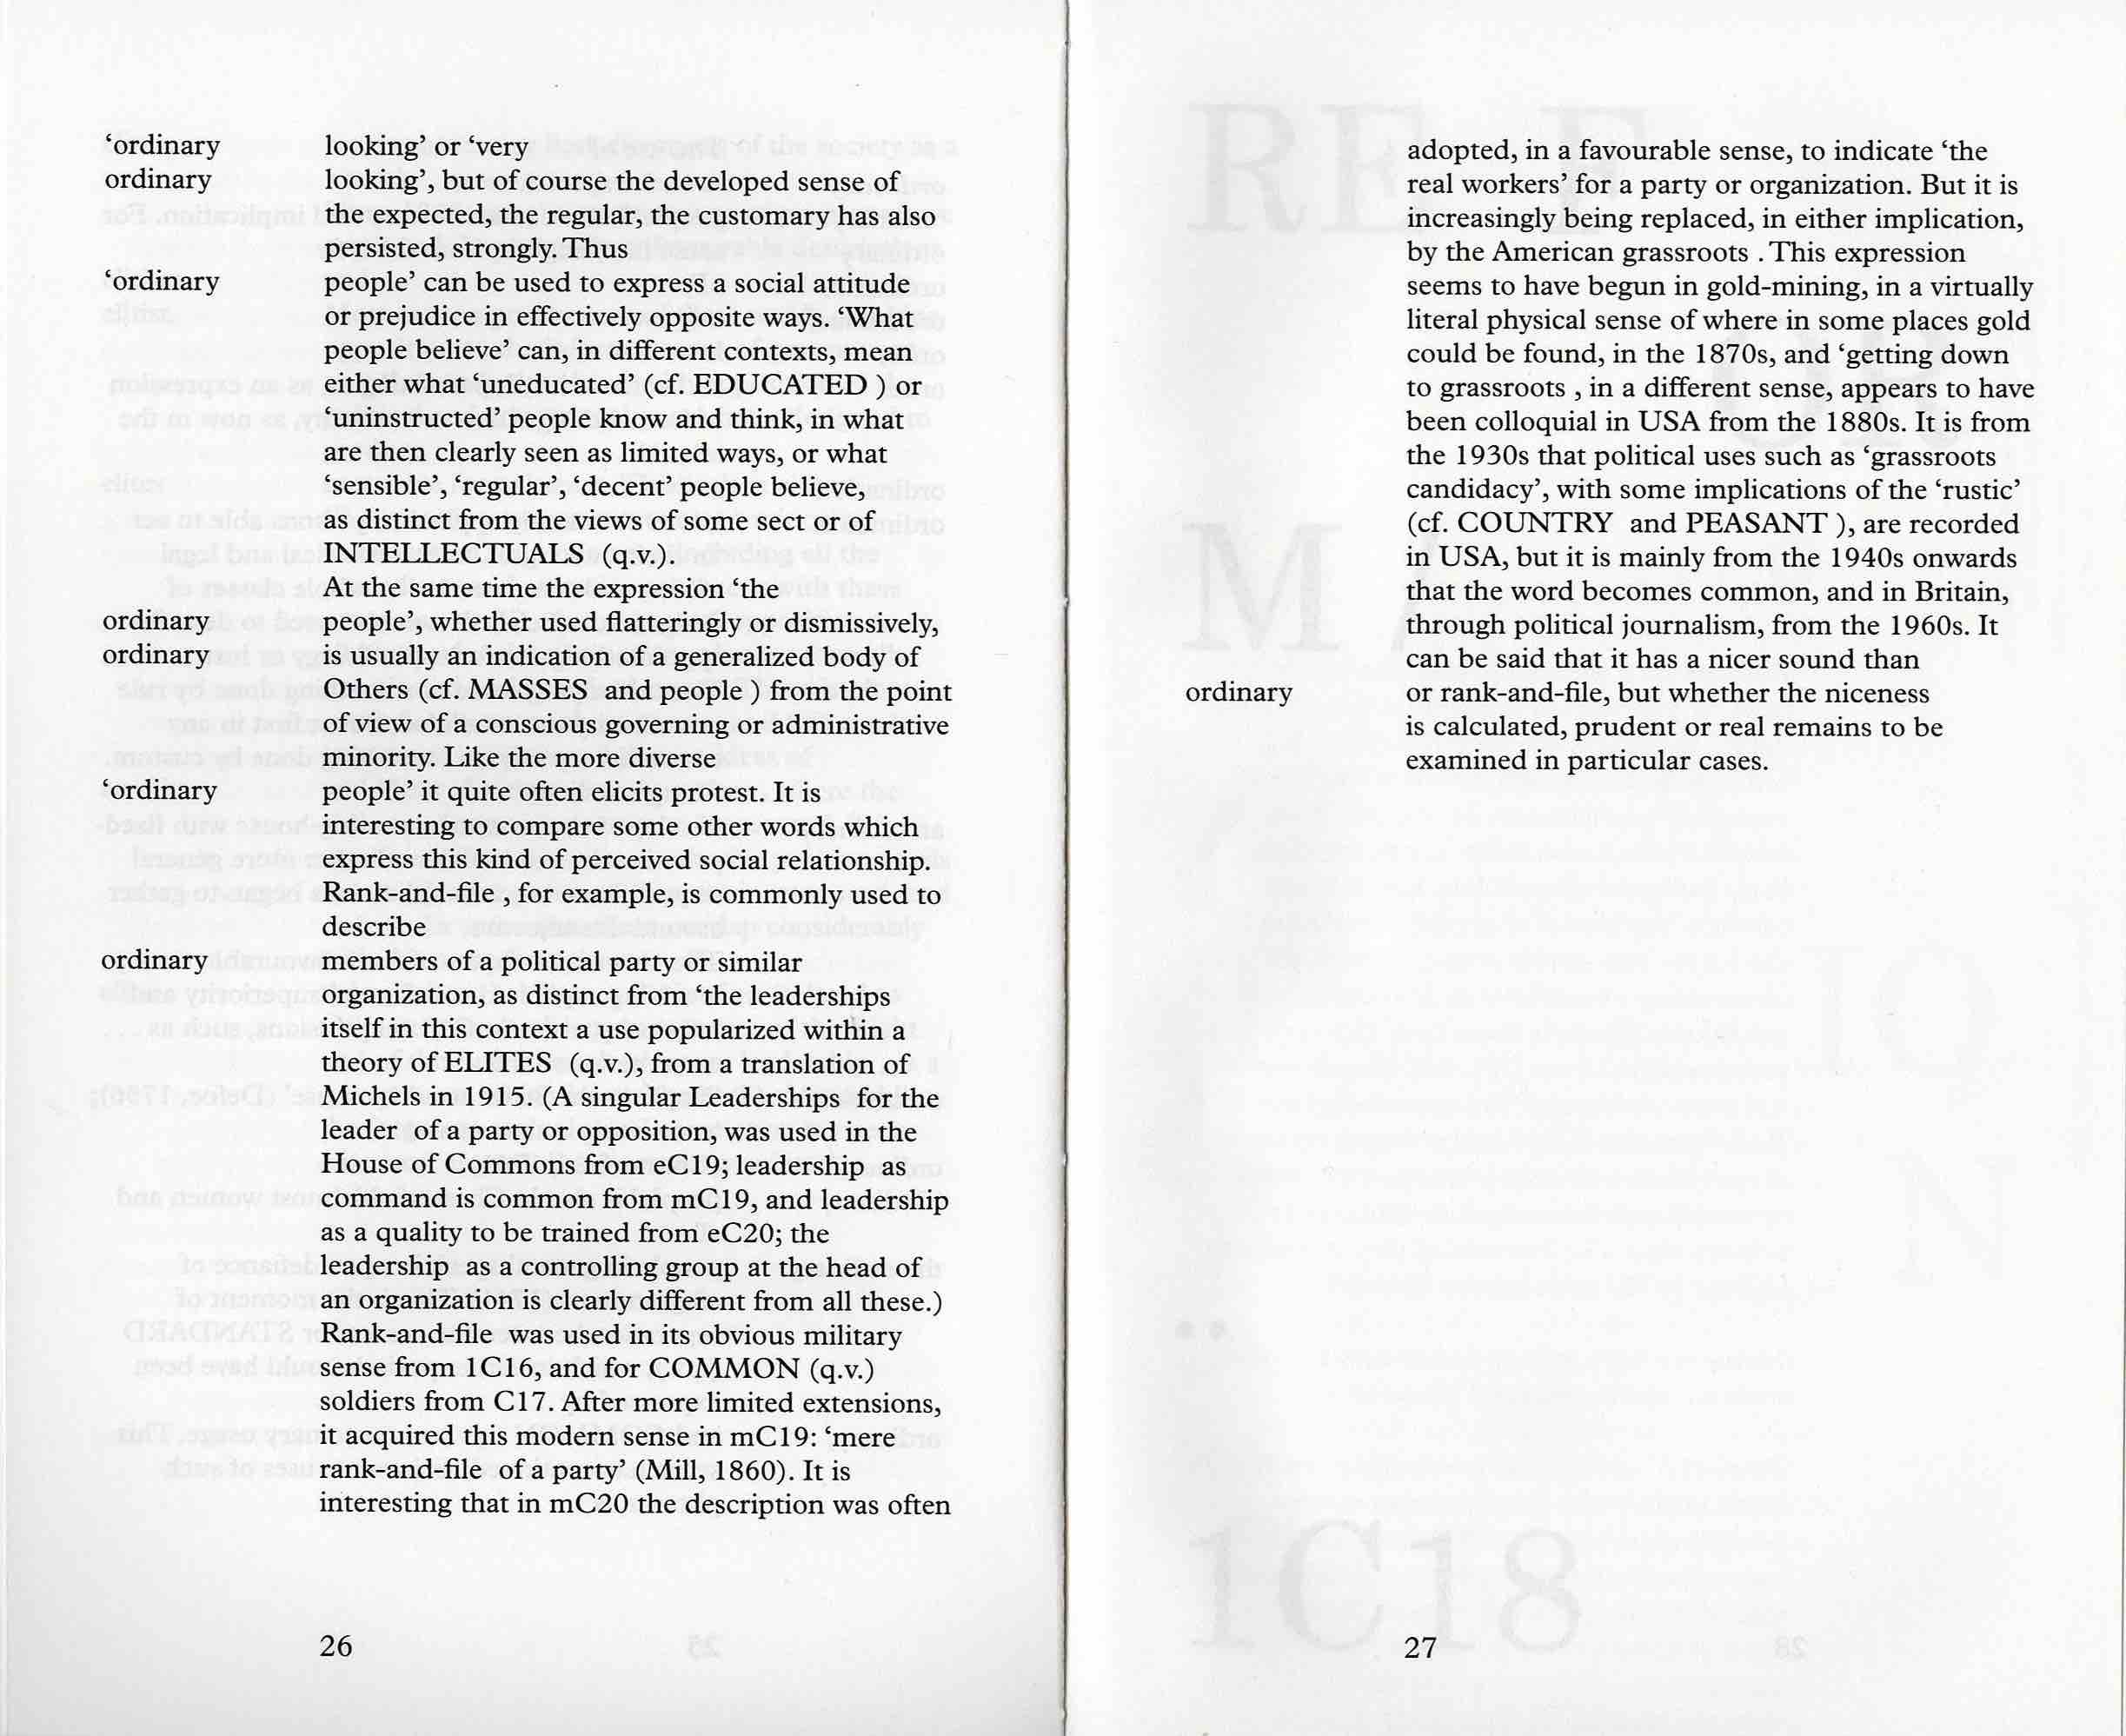 ‘ordinary looking’ or ‘very
ordinary looking’, but of course the developed sense of
the expected, the regular, the customary has also
persisted, strongly. Thus
‘ordinary people’ can be used to express a social attitude
or prejudice in effectively opposite ways. ‘What
people believe’ can, in different contexts, mean
either what ‘uneducated’ (cf. EDUCATED ) or
‘uninstructed’ people know and think, in what
are then clearly seen as limited ways, or what
‘sensible’, ‘regular’, ‘decent’ people believe,
as distinct from the views of some sect or of
INTELLECTUALS (q.v.).
At the same time the expression ‘the
ordinary people’, whether used flatteringly or dismissively,
ordinary is usually an indication of a generalized body of
Others (cf. MASSES and people ) from the point
of view of a conscious governing or administrative
minority. Like the more diverse
‘ordinary people’ it quite often elicits protest. It is
interesting to compare some other words which
express this kind of perceived social relationship.
Rank-and-file , for example, is commonly used to
describe
ordinary members of a political party or similar
organization, as distinct from ‘the leaderships
itself in this context a use popularized within a
theory of ELITES (q.v.), from a translation of
Michels in 1915. (A singular Leaderships for the
leader of a party or opposition, was used in the
House of Commons from eC19; leadership as
command is common from mC19, and leadership
as a quality to be trained from eC20; the
leadership as a controlling group at the head of
an organization is clearly different from all these.)
Rank-and-file was used in its obvious military
sense from 1C16, and for COMMON (q.v.)
soldiers from C17. After more limited extensions,
it acquired this modern sense in mC19: ‘mere
rank-and-file of a party’ (Mill, 1860). It is
interesting that in mC20 the description was often
26
adopted, in a favourable sense, to indicate ‘the
real workers’ for a party or organization. But it is
increasingly being replaced, in either implication,
by the American grassroots . This expression
seems to have begun in gold-mining, in a virtually
literal physical sense of where in some places gold
could be found, in the 1870s, and ‘getting down
to grassroots , in a different sense, appears to have
been colloquial in USA from the 1880s. It is from
the 1930s that political uses such as ‘grassroots
candidacy’, with some implications of the ‘rustic’
(cf. COUNTRY and PEASANT ), are recorded
in USA, but it is mainly from the 1940s onwards
that the word becomes common, and in Britain,
through political journalism, from the 1960s. It
can be said that it has a nicer sound than
ordinary or rank-and-file, but whether the niceness
is calculated, prudent or real remains to be
examined in particular cases.
27